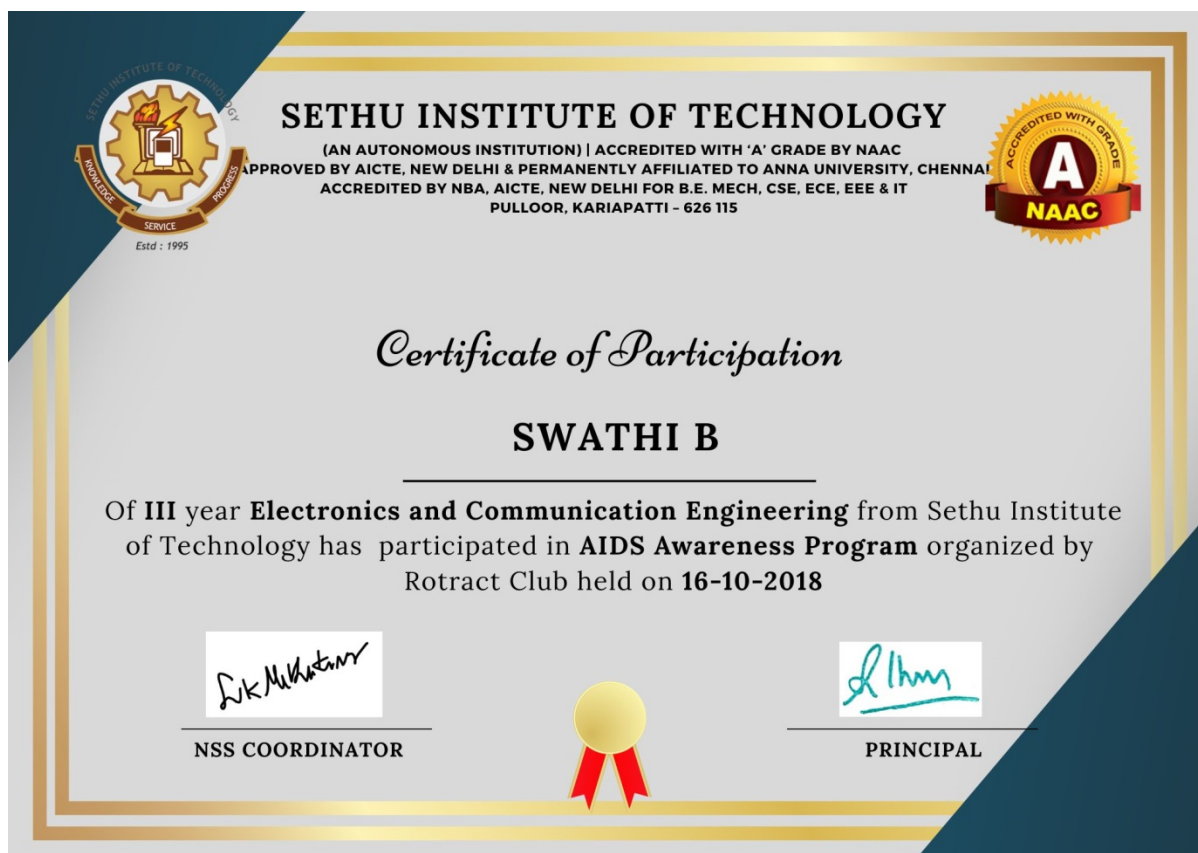 SETHU INSTITUTE OF TECHNOLOGY
KNOWLEDGE
SERVICE
PROGRESS
Estd : 1995
SETHU INSTITUTE OF TECHNOLOGY
(AN AUTONOMOUS INSTITUTION) | ACCREDITED WITH ‘A’ GRADE BY NAAC
APPROVED BY AICTE, NEW DELHI & PERMANENTLY AFFILIATED TO ANNA UNIVERSITY, CHENNAI
ACCREDITED BY NBA, AICTE, NEW DELHI FOR B.E. MECH, CSE, ECE, EEE & IT
PULLOOR, KARIAPATTI – 626 115
ACCREDITED WITH GRADE
A
NAAC
Certificate of Participation
SWATHI B
Of III year Electronics and Communication Engineering from Sethu Institute
of Technology has participated in AIDS Awareness Program organized by
Rotract Club held on 16-10-2018
NSS COORDINATOR
PRINCIPAL